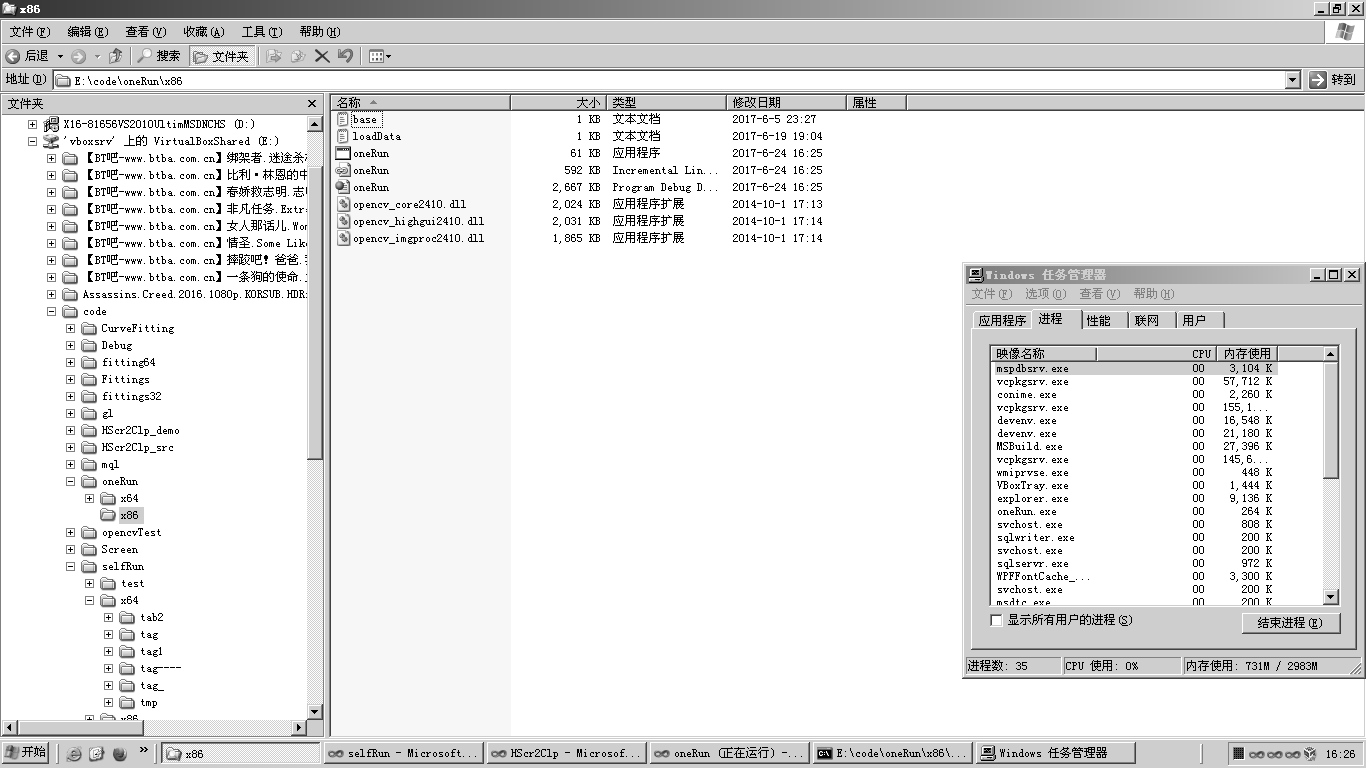 x86
文件(F) 编辑(E) 查看(V) 收藏(A) 工具(T) 帮助(H)
后退 搜索 文件夹
地址(D) E:\code\oneRun\x86 转到
文件夹
X16-81656VS2010UltimMSDNCHS (D:)
'vboxsrv' 上的 VirtualBoxShared (E:)
【BT吧-www.btba.com.cn】绑架者.迷途杀
【BT吧-www.btba.com.cn】比利·林恩的中
【BT吧-www.btba.com.cn】春娇救志明.志
【BT吧-www.btba.com.cn】非凡任务.Extr
【BT吧-www.btba.com.cn】女人那话儿.Wo
【BT吧-www.btba.com.cn】情圣.Some Like
【BT吧-www.btba.com.cn】摔跤吧！爸爸.
【BT吧-www.btba.com.cn】一条狗的使命.
Assassins.Creed.2016.1080p.KORSUB.HDR
code
CurveFitting
Debug
fitting64
Fittings
fittings32
gl
HScr2Clp_demo
HScr2Clp_src
mql
oneRun
x64
x86
opencvTest
Screen
selfRun
test
x64
tab2
tag
tag1
tag----
tag_
tmp
x86
名称 大小 类型 修改日期 属性
base 1 KB 文本文档 2017-6-5 23:27
loadData 1 KB 文本文档 2017-6-19 19:04
oneRun 61 KB 应用程序 2017-6-24 16:25
oneRun 592 KB Incremental Lin... 2017-6-24 16:25
oneRun 2,667 KB Program Debug D... 2017-6-24 16:25
opencv_core2410.dll 2,024 KB 应用程序扩展 2014-10-1 17:13
opencv_highgui2410.dll 2,031 KB 应用程序扩展 2014-10-1 17:14
opencv_imgproc2410.dll 1,865 KB 应用程序扩展 2014-10-1 17:14
Windows 任务管理器
文件(F) 选项(O) 查看(V) 帮助(H)
应用程序 进程 性能 联网 用户
映像名称 CPU 内存使用
mspdbsrv.exe 00 3,104 K
vcpkgsrv.exe 00 57,712 K
conime.exe 00 2,260 K
vcpkgsrv.exe 00 155,1...
devenv.exe 00 16,548 K
devenv.exe 00 21,180 K
MSBuild.exe 00 27,396 K
vcpkgsrv.exe 00 145,6...
wmiprvse.exe 00 448 K
VBoxTray.exe 00 1,444 K
explorer.exe 00 9,136 K
oneRun.exe 00 264 K
svchost.exe 00 808 K
sqlwriter.exe 00 200 K
svchost.exe 00 200 K
sqlservr.exe 00 972 K
WPFFontCache_... 00 3,300 K
svchost.exe 00 200 K
msdtc.exe 00 200 K
显示所有用户的进程(S) 结束进程(E)
进程数: 35 CPU 使用: 0% 内存使用: 731M / 2983M
开始 » x86 selfRun - Microsoft... HScr2Clp - Microsof... oneRun (正在运行) -... E:\code\oneRun\x86\... Windows 任务管理器 16:26